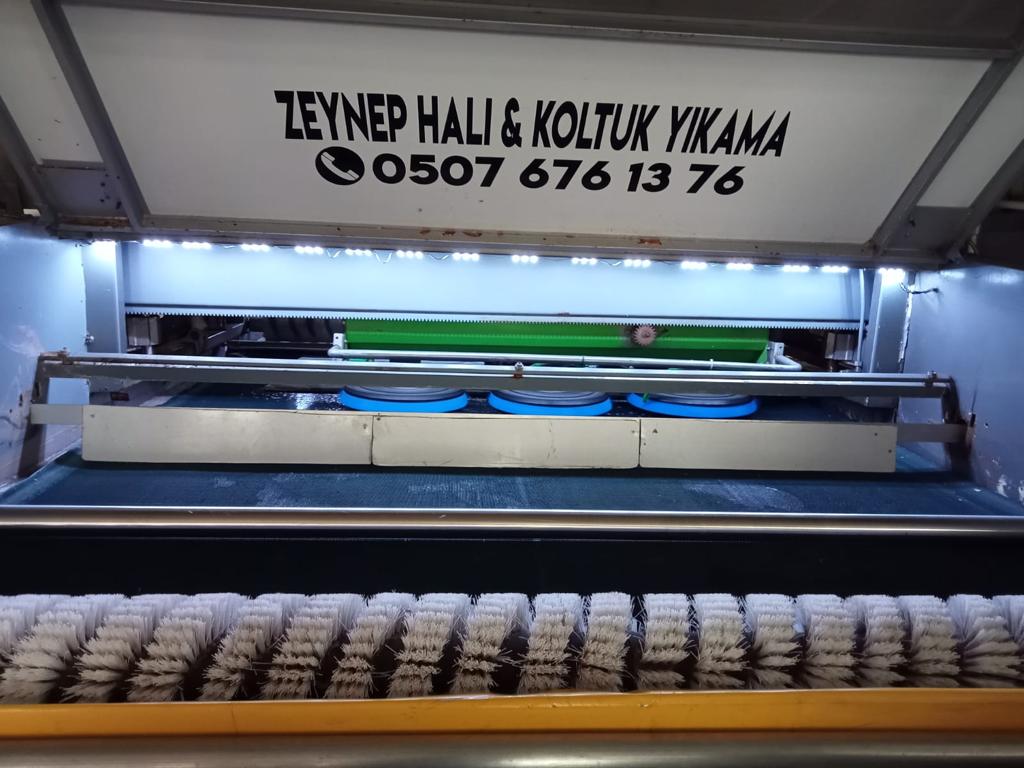 ZEYNEP HALI & KOLTUK YIKAMA
0507 676 13 76